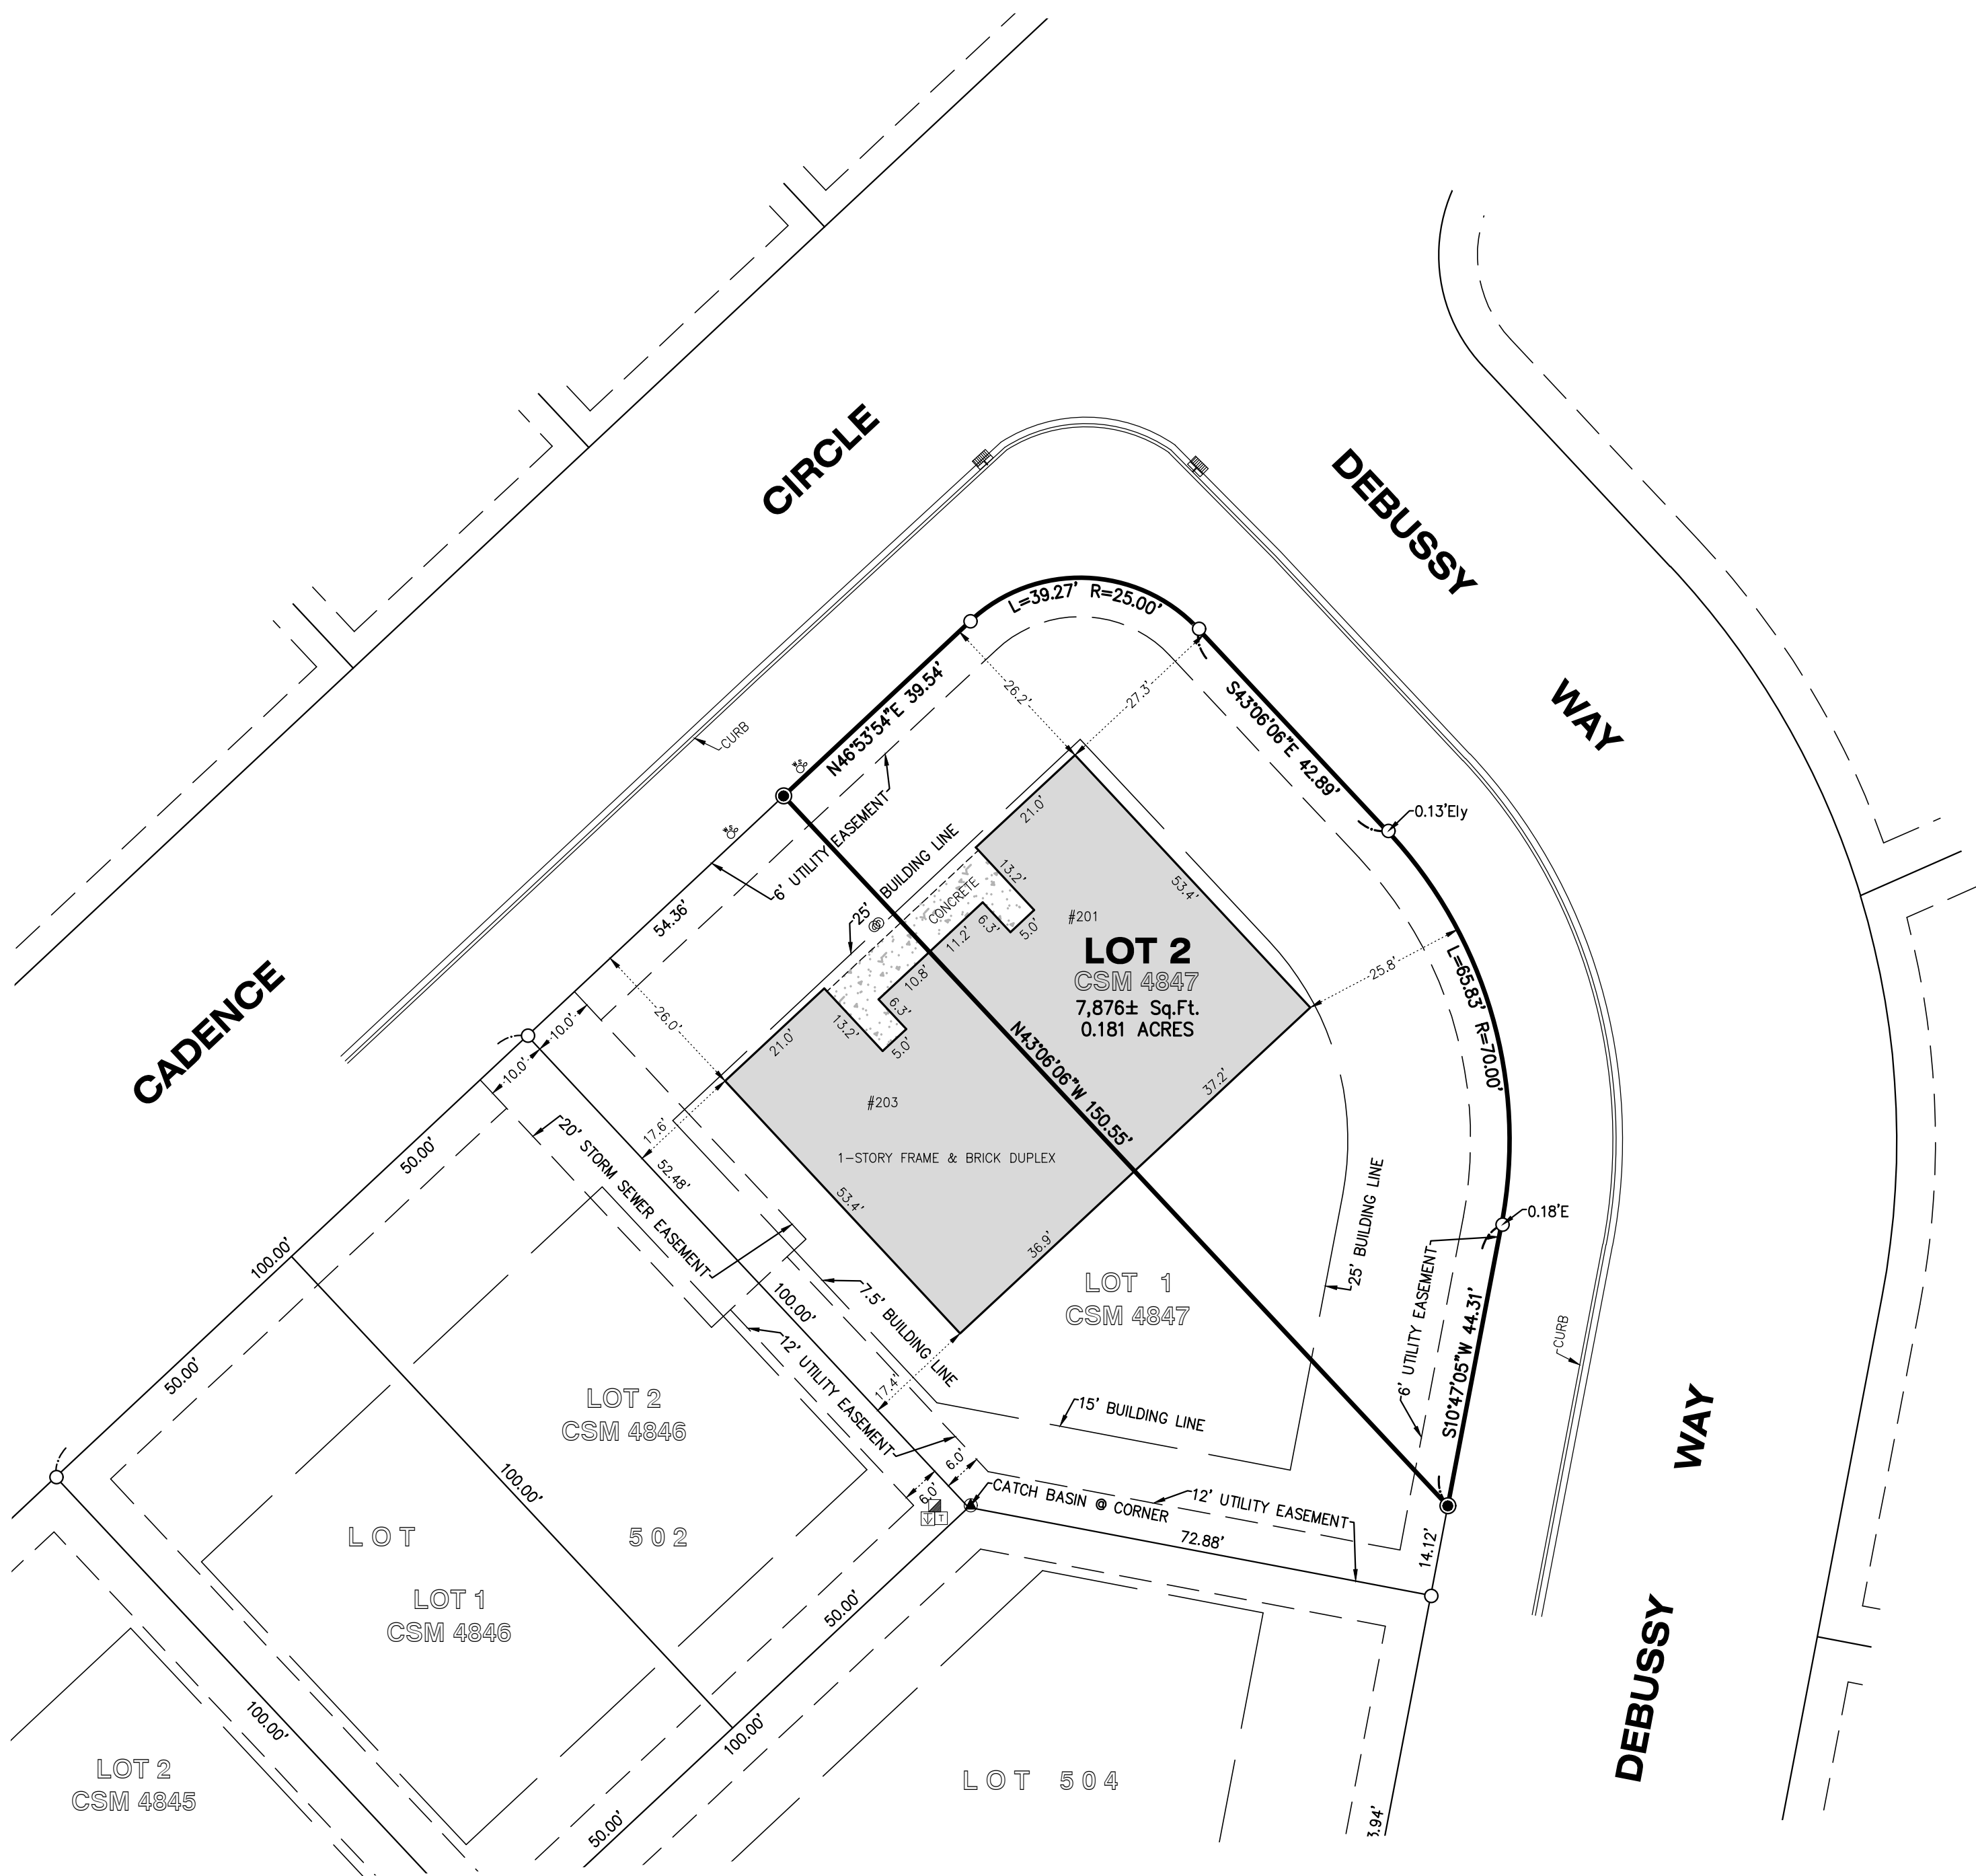 CIRCLE
DEBUSSY
WAY
CADENCE
CURB
L=39.27' R=25.00'
N46°53'54"E 39.54'
26.2'
27.3'
S43°06'06"E 42.89'
0.13'Ely
6' UTILITY EASEMENT
25' BUILDING LINE
CONCRETE
21.0'
13.2'
53.4'
6.3'
5.0'
11.2'
10.8'
6.3'
5.0'
13.2'
21.0'
#201
LOT 2
CSM 4847
7,876± Sq.Ft.
0.181 ACRES
25.8'
L=65.83' R=70.00'
N43°06'06"W 150.55'
37.2'
54.36'
26.0'
10.0'
10.0'
17.6'
52.48'
#203
1-STORY FRAME & BRICK DUPLEX
53.4'
36.9'
20' STORM SEWER EASEMENT
50.00'
100.00'
50.00'
100.00'
7.5' BUILDING LINE
12' UTILITY EASEMENT
17.4'
LOT 1
CSM 4847
25' BUILDING LINE
0.18'E
6' UTILITY EASEMENT
S10°47'05"W 44.31'
CURB
15' BUILDING LINE
6.0'
6.0'
CATCH BASIN @ CORNER
12' UTILITY EASEMENT
72.88'
14.12'
WAY
DEBUSSY
LOT 2
CSM 4846
100.00'
LOT 502
LOT 1
CSM 4846
50.00'
100.00'
50.00'
100.00'
LOT 2
CSM 4845
LOT 504
T